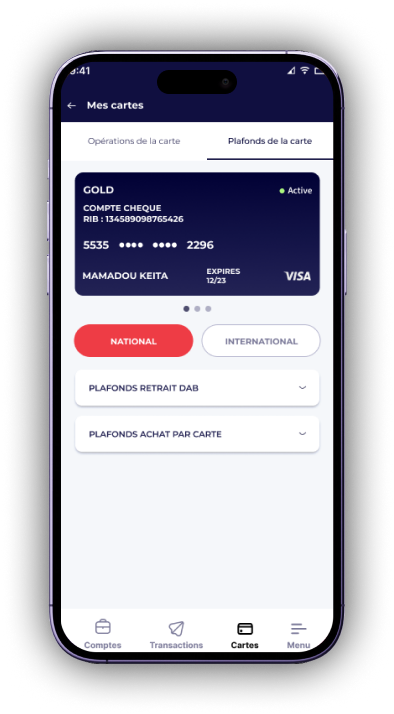 9:41
← Mes cartes
Opérations de la carte Plafonds de la carte
GOLD Active
COMPTE CHEQUE
RIB : 134589098765426
5535 •••• •••• 2296
MAMADOU KEITA EXPIRES 12/23 VISA
NATIONAL INTERNATIONAL
PLAFONDS RETRAIT DAB
PLAFONDS ACHAT PAR CARTE
Comptes Transactions Cartes Menu